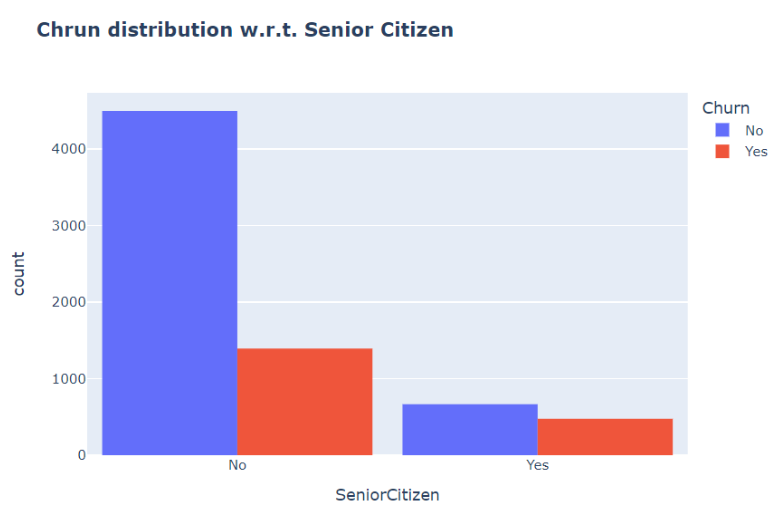 Chrun distribution w.r.t. Senior Citizen
Churn
No
Yes
4000
3000
2000
1000
0
count
No
Yes
SeniorCitizen